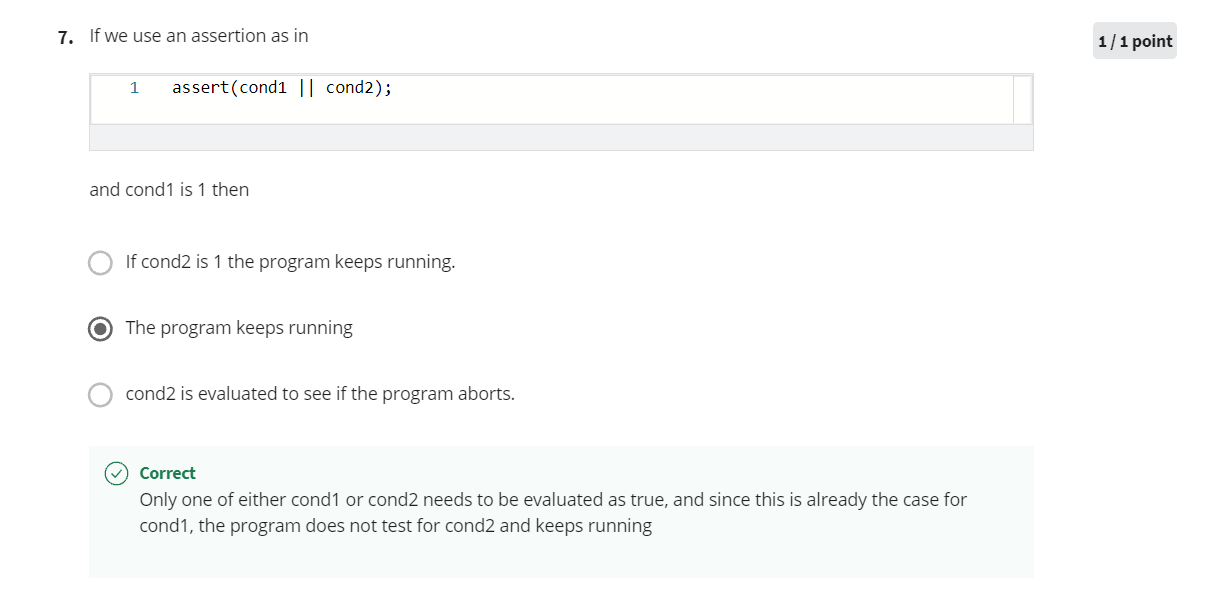 7. If we use an assertion as in
1 / 1 point
1 assert(cond1 || cond2);
and cond1 is 1 then
If cond2 is 1 the program keeps running.
The program keeps running
cond2 is evaluated to see if the program aborts.
Correct
Only one of either cond1 or cond2 needs to be evaluated as true, and since this is already the case for
cond1, the program does not test for cond2 and keeps running